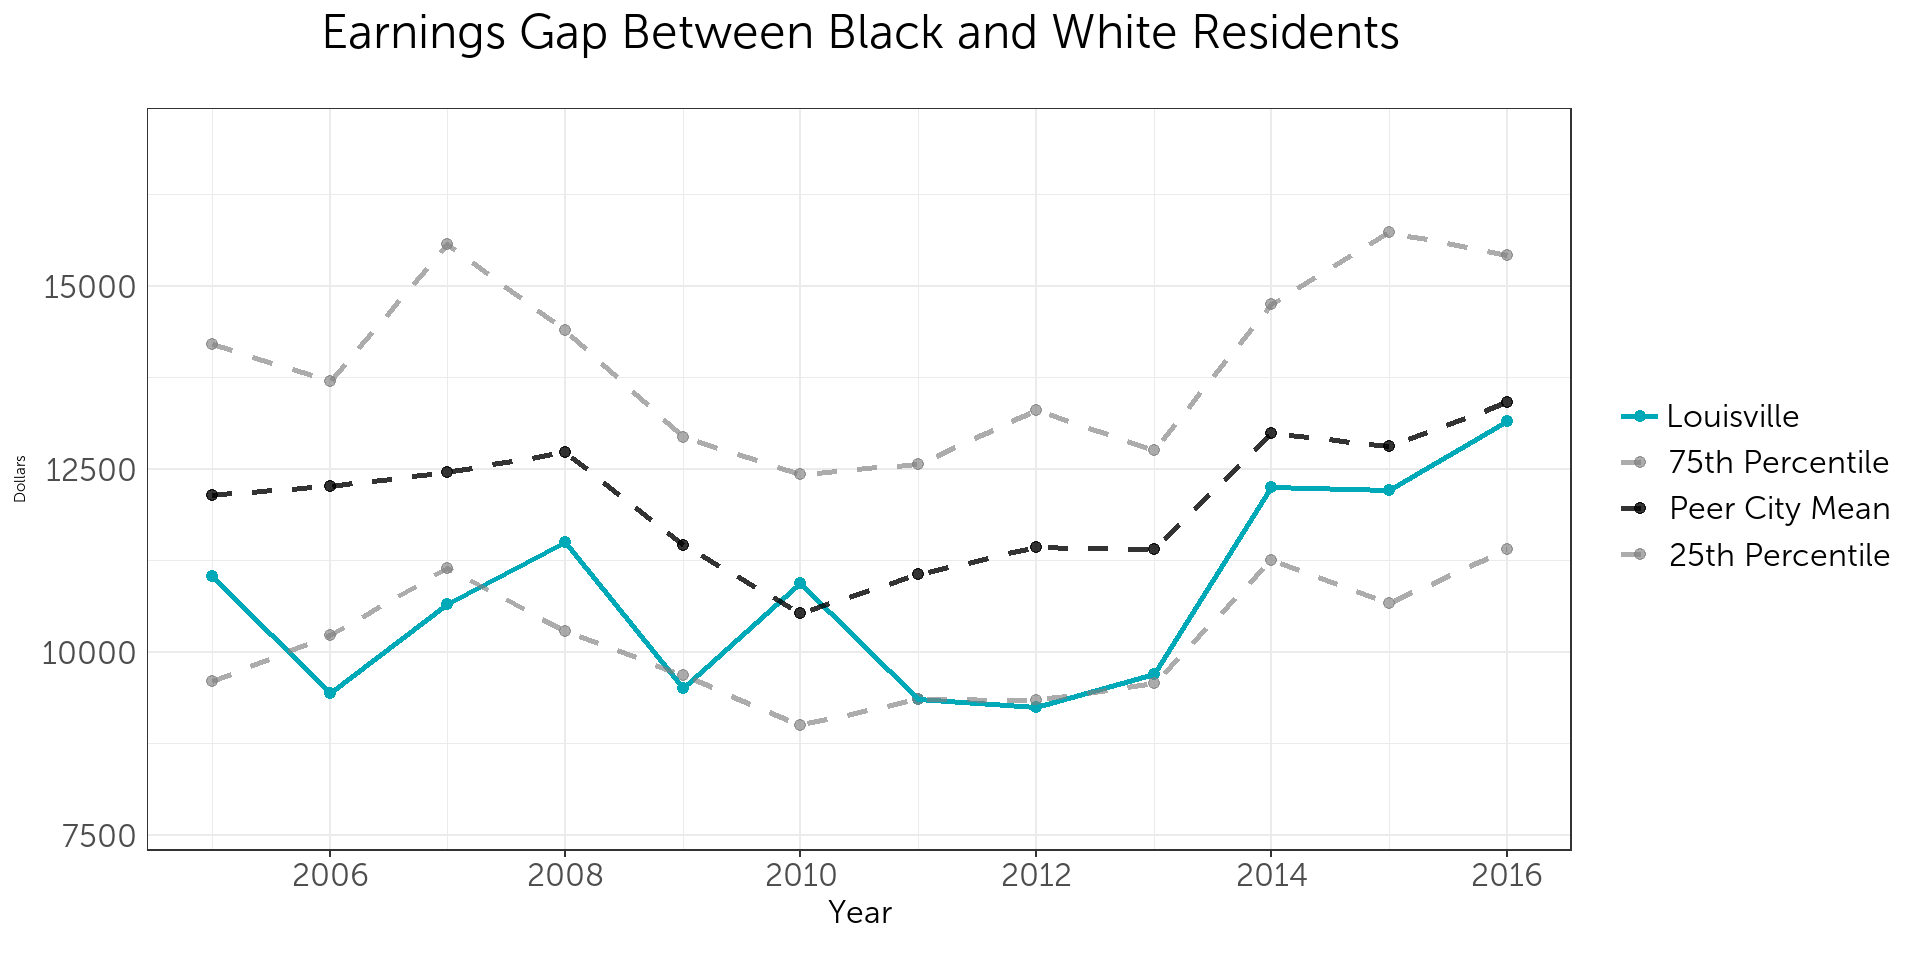 Earnings Gap Between Black and White Residents
15000
12500
10000
7500
Dollars
2006 2008 2010 2012 2014 2016
Year
Louisville
75th Percentile
Peer City Mean
25th Percentile